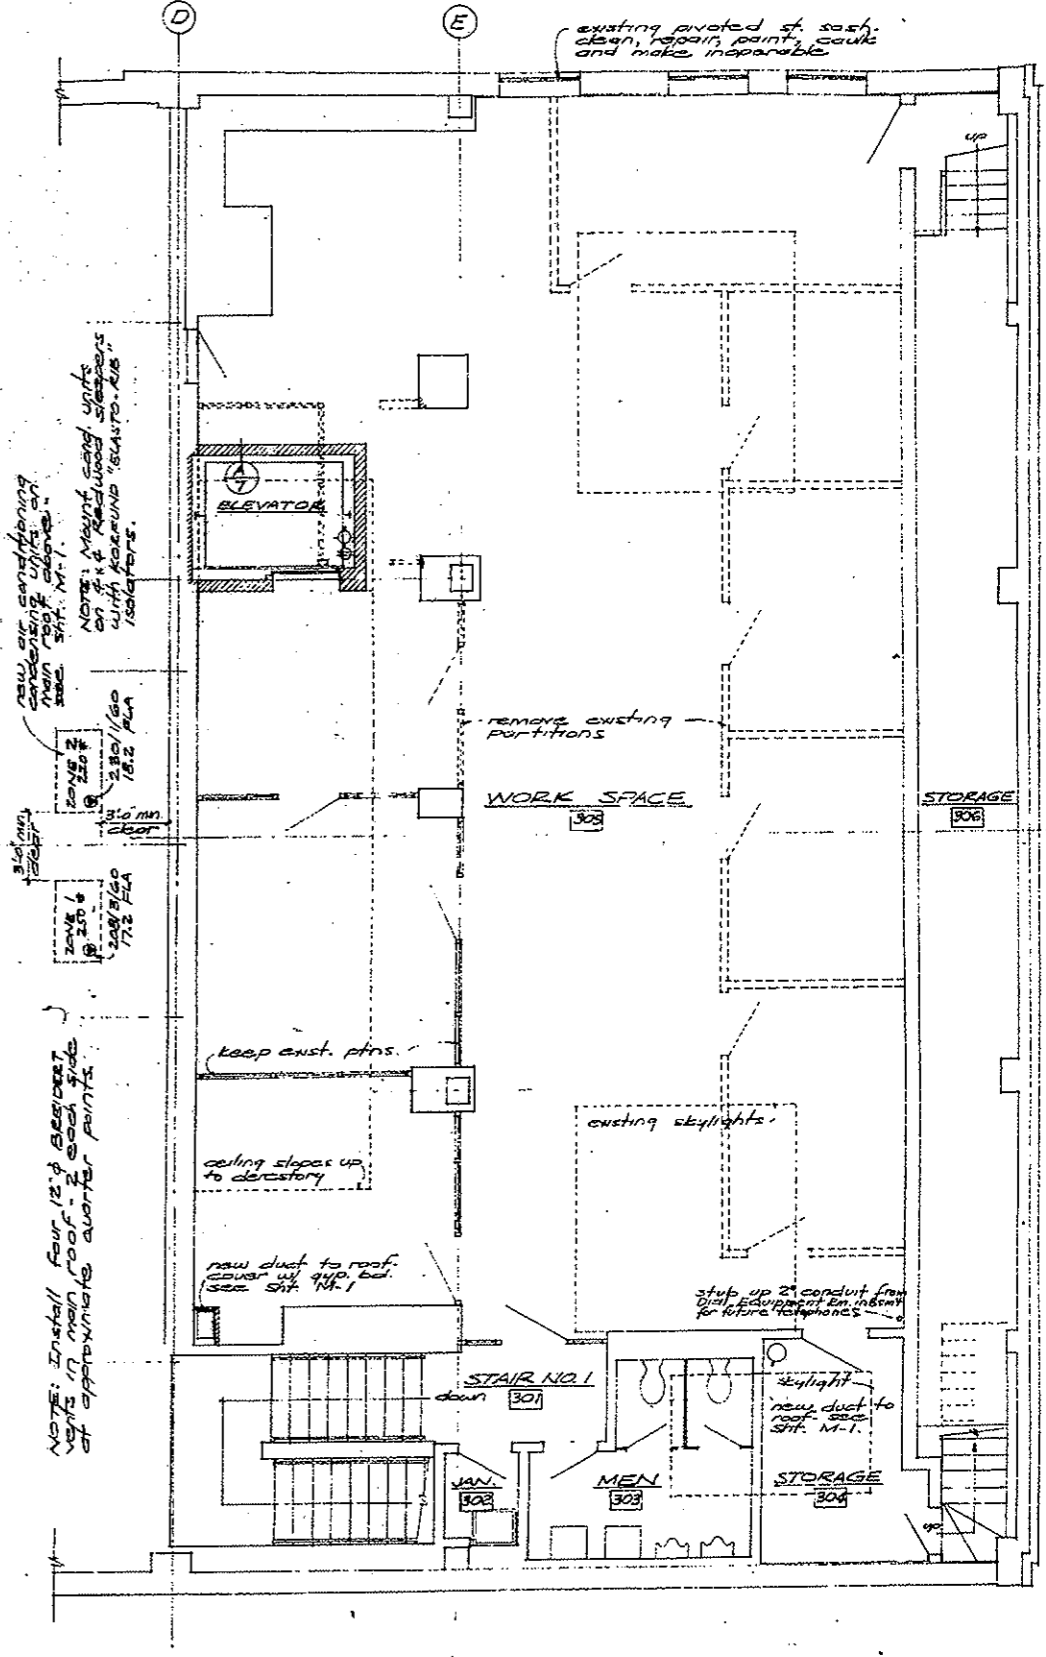 D
E
existing pivoted st. sash.
clean, repair, paint, caulk
and make inoperable
up
new air conditioning
condensing units on
main roof above.
see sht. M-1.
NOTE: Mount cond. units
on 4x4 Redwood sleepers
with KORFUND "ELASTO-RIB"
isolators.
A
7
ELEVATOR
ZONE 2
220#
230/1/60
18.2 FLA
3'-0" min.
clear
3'-0" min.
clear
ZONE 1
250#
208/3/60
17.2 FLA
remove existing
partitions
WORK SPACE
305
STORAGE
306
keep exist. ptns.
existing skylights.
ceiling slopes up
to clerestory
NOTE: Install four 12"φ BREIDERT
vents in main roof - 2 each side
at approximate quarter points.
new duct to roof-
cover w/ gyp. bd.
see sht. M-1
stub up 2" conduit from
Dial Equipment Rm. in Bsmt
for future telephones
STAIR NO. 1
301
down
skylight
new duct to
roof- see
sht. M-1.
JAN.
302
MEN
303
STORAGE
304
up